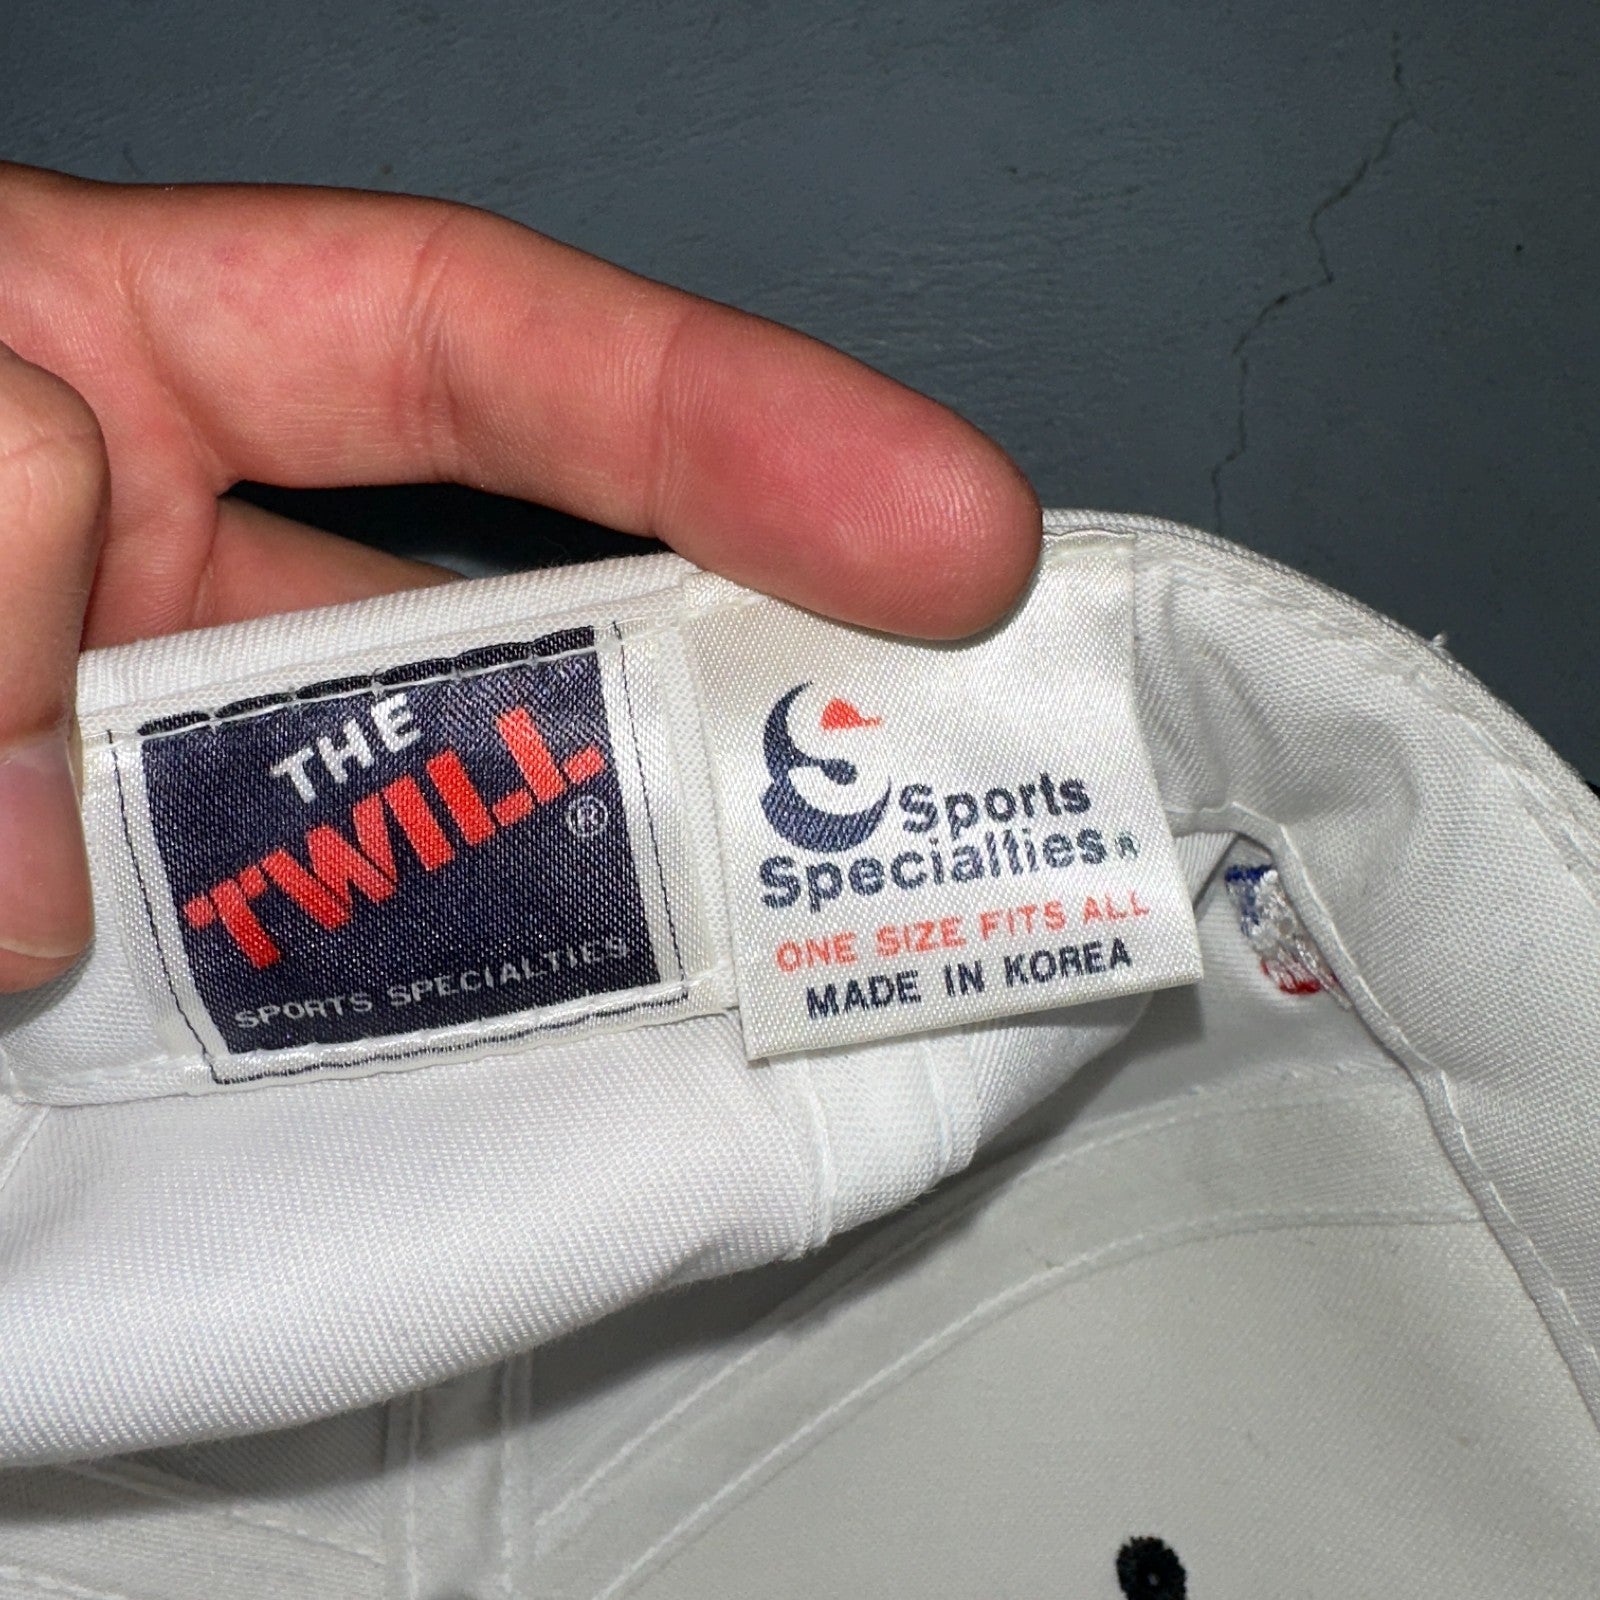 THE
TWILL®
SPORTS SPECIALTIES
Sports
Specialties®
ONE SIZE FITS ALL
MADE IN KOREA